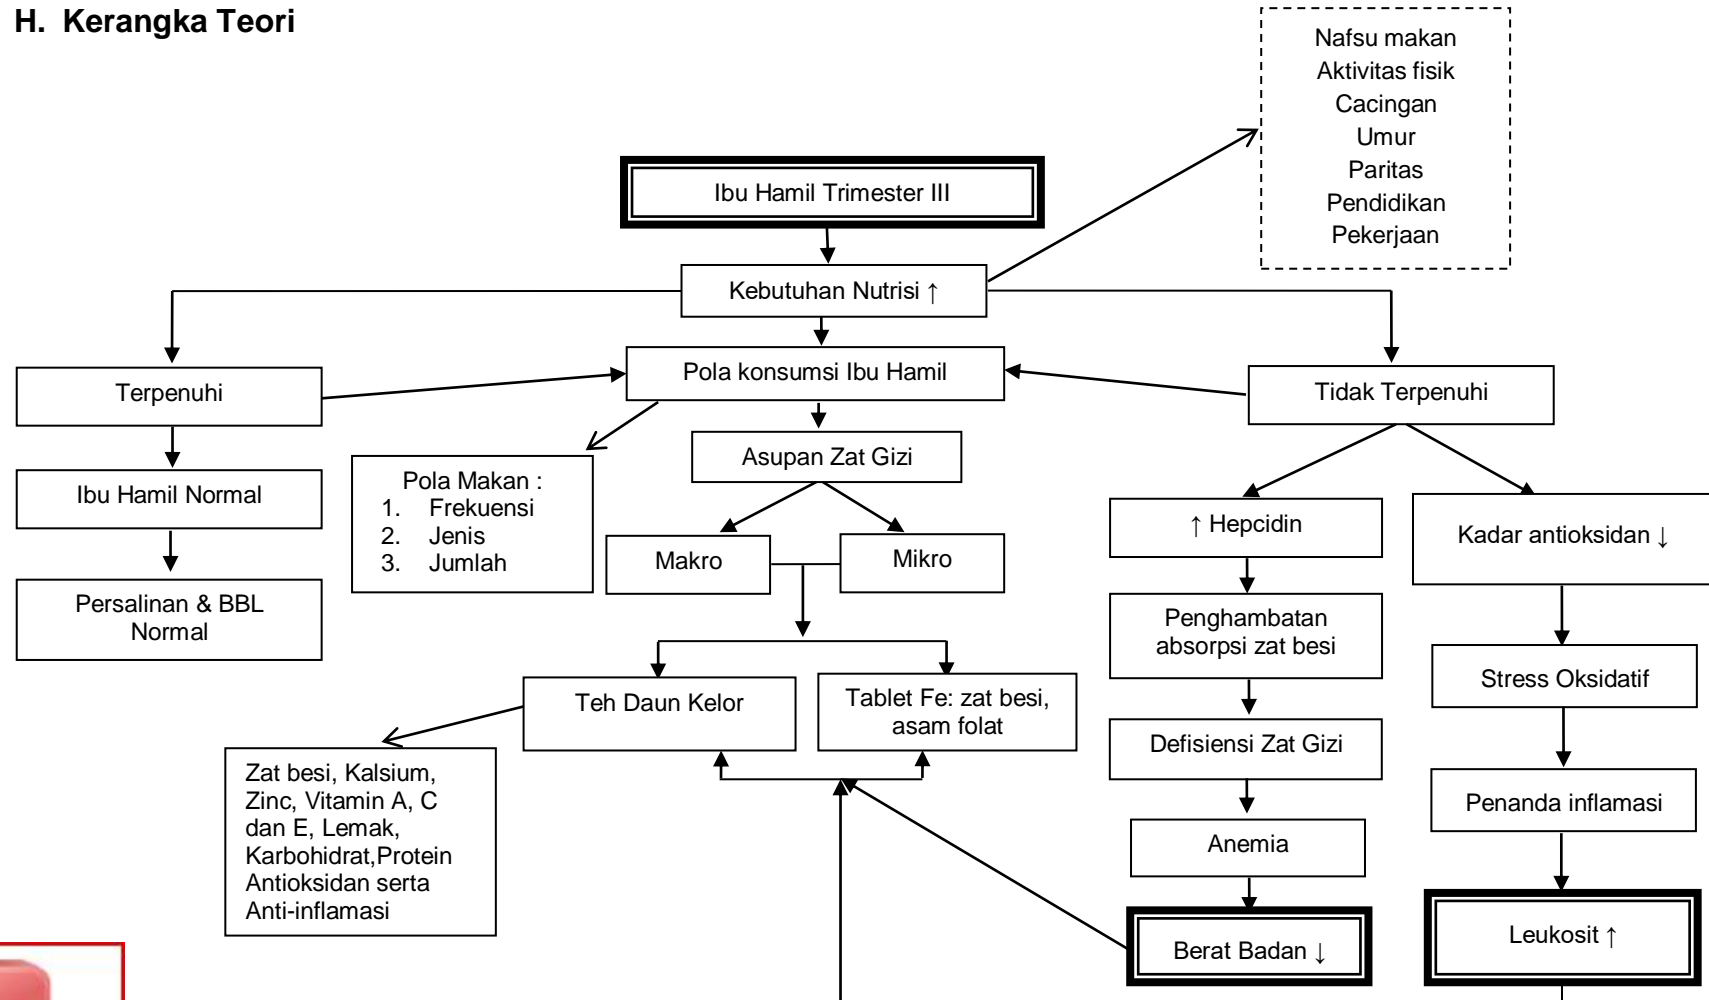 H. Kerangka Teori
Nafsu makan
Aktivitas fisik
Cacingan
Umur
Paritas
Pendidikan
Pekerjaan
Ibu Hamil Trimester III
Kebutuhan Nutrisi ↑
Terpenuhi
Pola konsumsi Ibu Hamil
Tidak Terpenuhi
Ibu Hamil Normal
Pola Makan :
1. Frekuensi
2. Jenis
3. Jumlah
Asupan Zat Gizi
↑ Hepcidin
Kadar antioksidan ↓
Makro
Mikro
Persalinan & BBL
Normal
Penghambatan
absorpsi zat besi
Stress Oksidatif
Teh Daun Kelor
Tablet Fe: zat besi,
asam folat
Defisiensi Zat Gizi
Zat besi, Kalsium,
Zinc, Vitamin A, C
dan E, Lemak,
Karbohidrat,Protein
Antioksidan serta
Anti-inflamasi
Penanda inflamasi
Anemia
Berat Badan ↓
Leukosit ↑